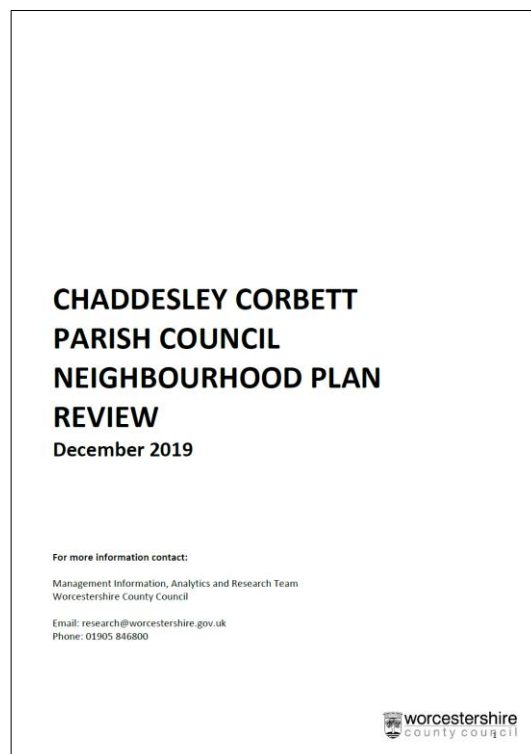 CHADDESLEY CORBETT
PARISH COUNCIL
NEIGHBOURHOOD PLAN
REVIEW
December 2019
For more information contact:
Management Information, Analytics and Research Team
Worcestershire County Council
Email: research@worcestershire.gov.uk
Phone: 01905 846800
worcestershire
county council
1